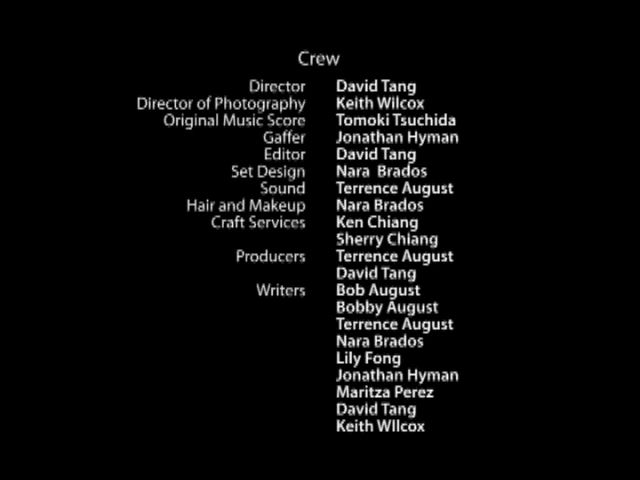 Crew
Director David Tang
Director of Photography Keith Wilcox
Original Music Score Tomoki Tsuchida
Gaffer Jonathan Hyman
Editor David Tang
Set Design Nara Brados
Sound Terrence August
Hair and Makeup Nara Brados
Craft Services Ken Chiang
Sherry Chiang
Producers Terrence August
David Tang
Writers Bob August
Bobby August
Terrence August
Nara Brados
Lily Fong
Jonathan Hyman
Maritza Perez
David Tang
Keith WIlcox